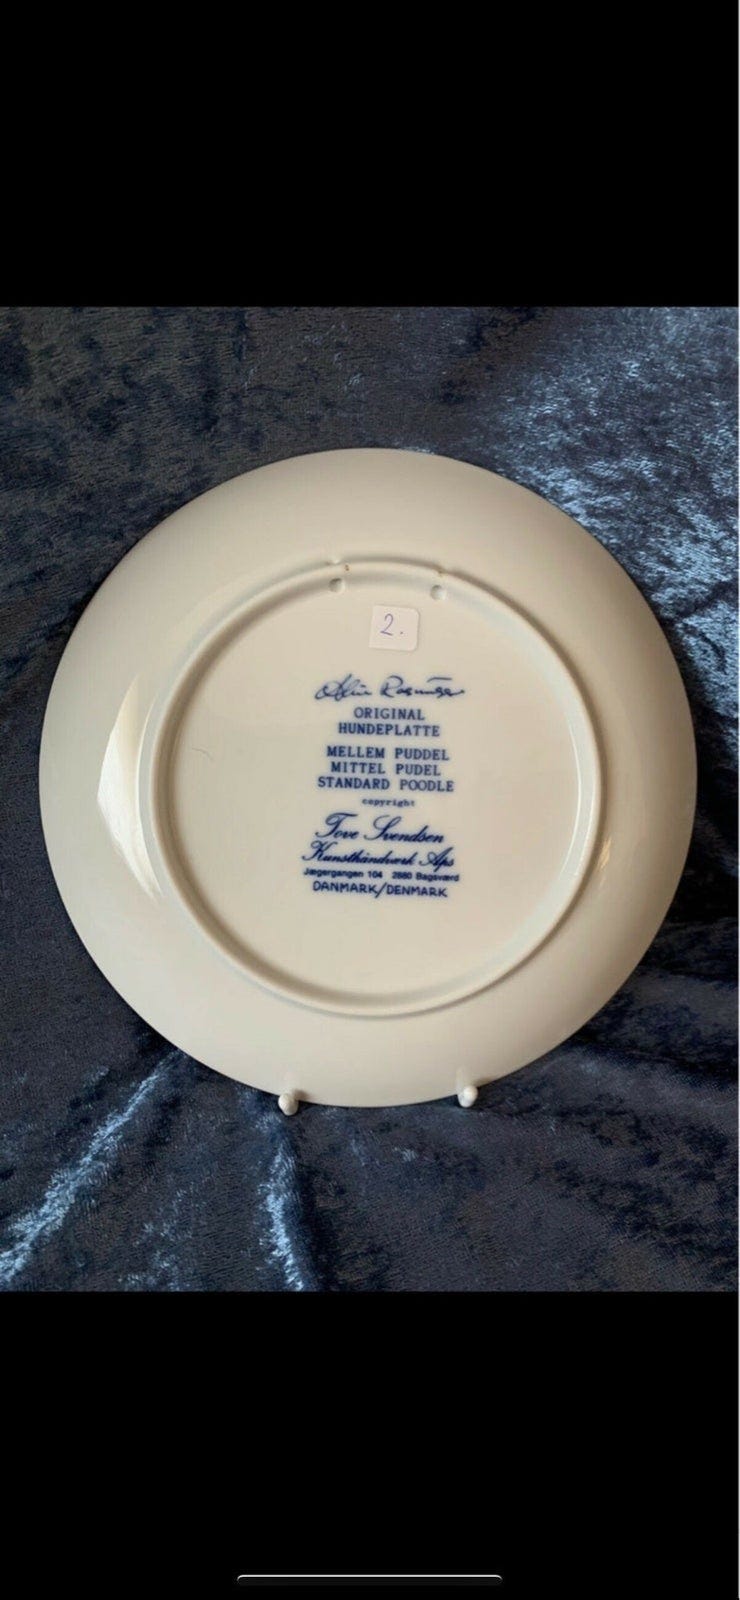 2.
ORIGINAL
HUNDEPLATTE
MELLEM PUDDEL
MITTEL PUDEL
STANDARD POODLE
copyright
Tove Svendsen
Kunsthåndværk Aps
Jægergangen 104 2880 Bagsværd
DANMARK/DENMARK